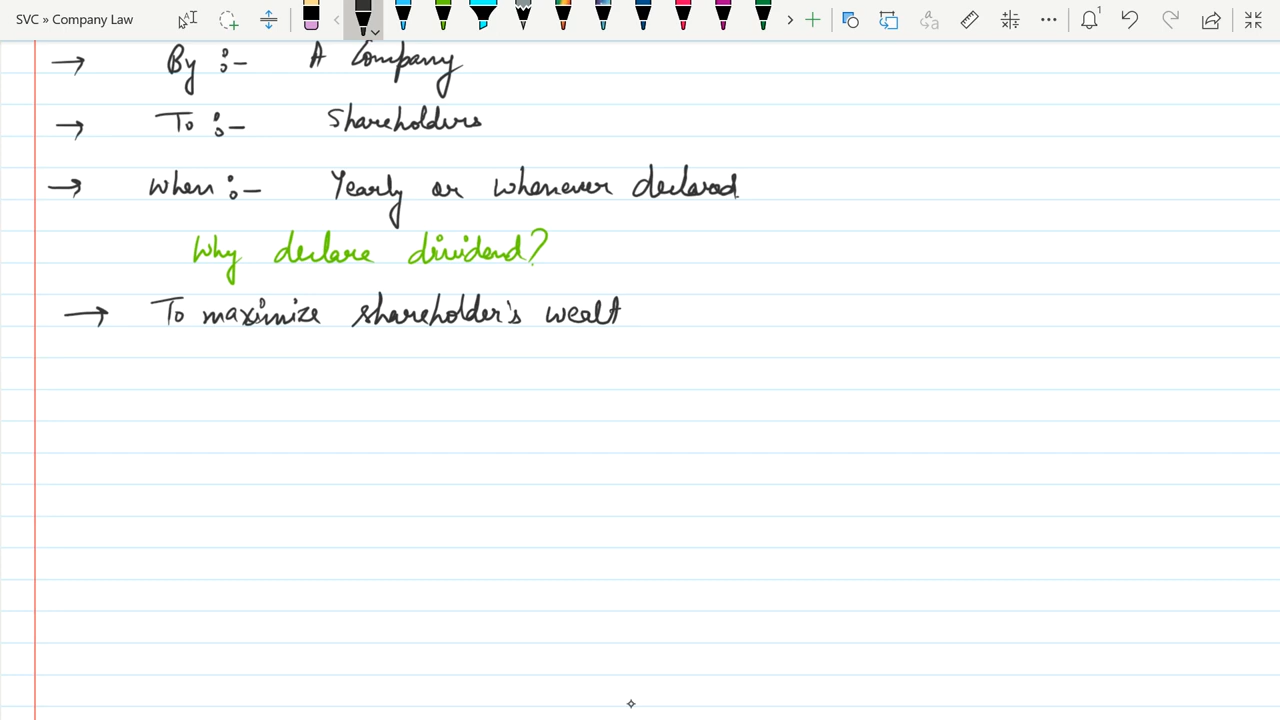 SVC » Company Law
→ By :- A Company
→ To :- Shareholders
→ When :- Yearly or whenever declared
Why declare dividend?
→ To maximize shareholder's wealt